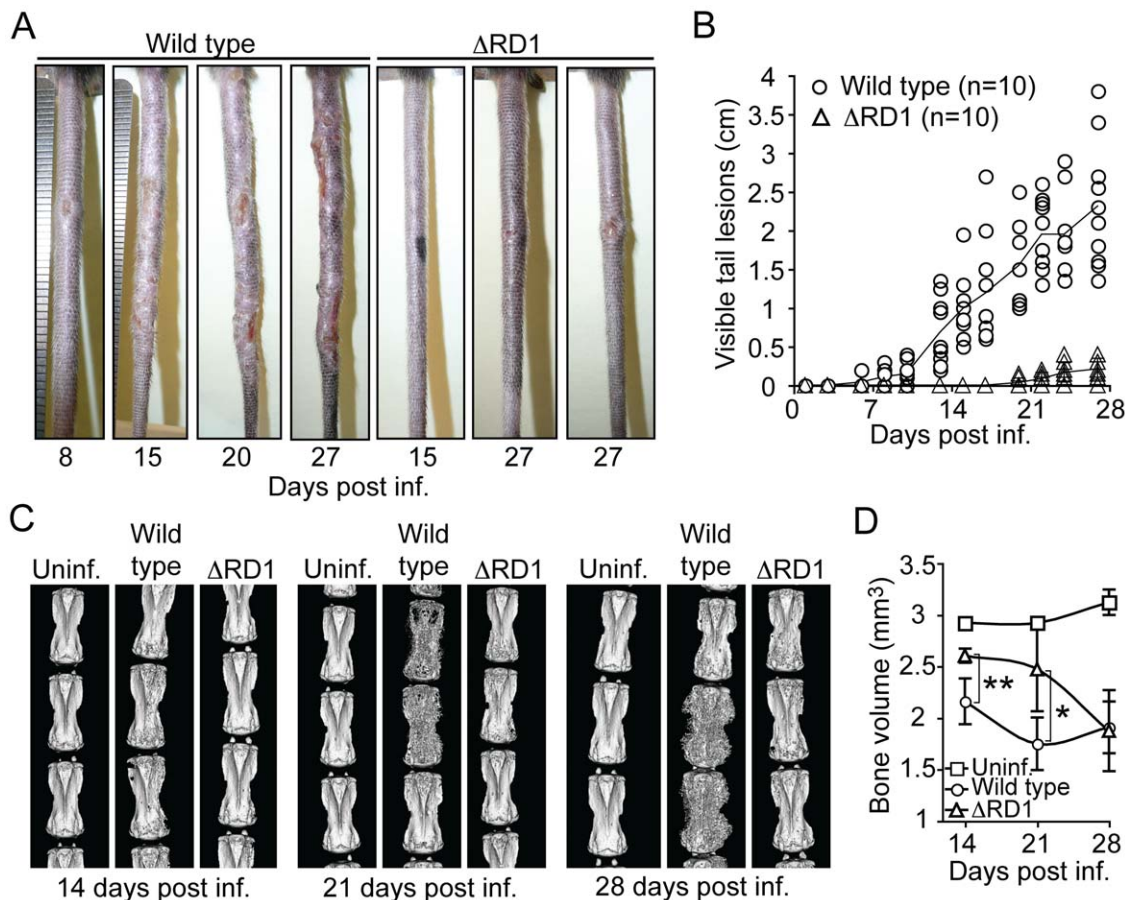 A
Wild type
ΔRD1
8
15
20
27
15
27
27
Days post inf.
B
Visible tail lesions (cm)
4
3.5
3
2.5
2
1.5
1
0.5
0
Wild type (n=10)
ΔRD1 (n=10)
0
7
14
21
28
Days post inf.
C
Uninf.
Wild
type
ΔRD1
Uninf.
Wild
type
ΔRD1
Uninf.
Wild
type
ΔRD1
14 days post inf.
21 days post inf.
28 days post inf.
D
Bone volume (mm³)
3.5
3
2.5
2
1.5
1
**
*
Uninf.
Wild type
ΔRD1
14
21
28
Days post inf.